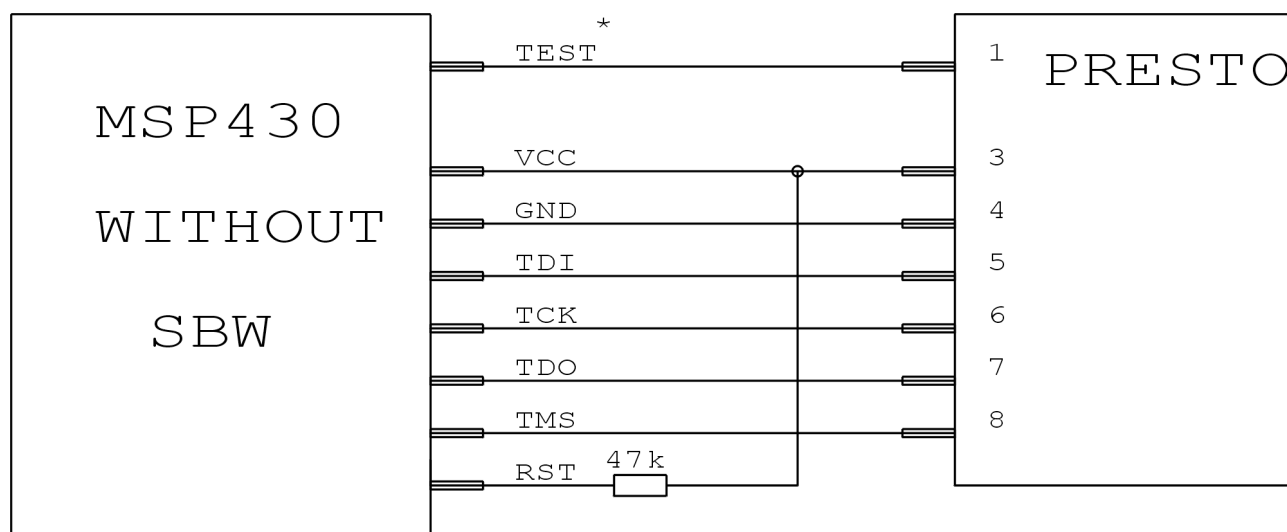 *
TEST 1 PRESTO
MSP430
VCC 3
GND 4
WITHOUT
TDI 5
TCK 6
SBW
TDO 7
TMS 8
RST 47k